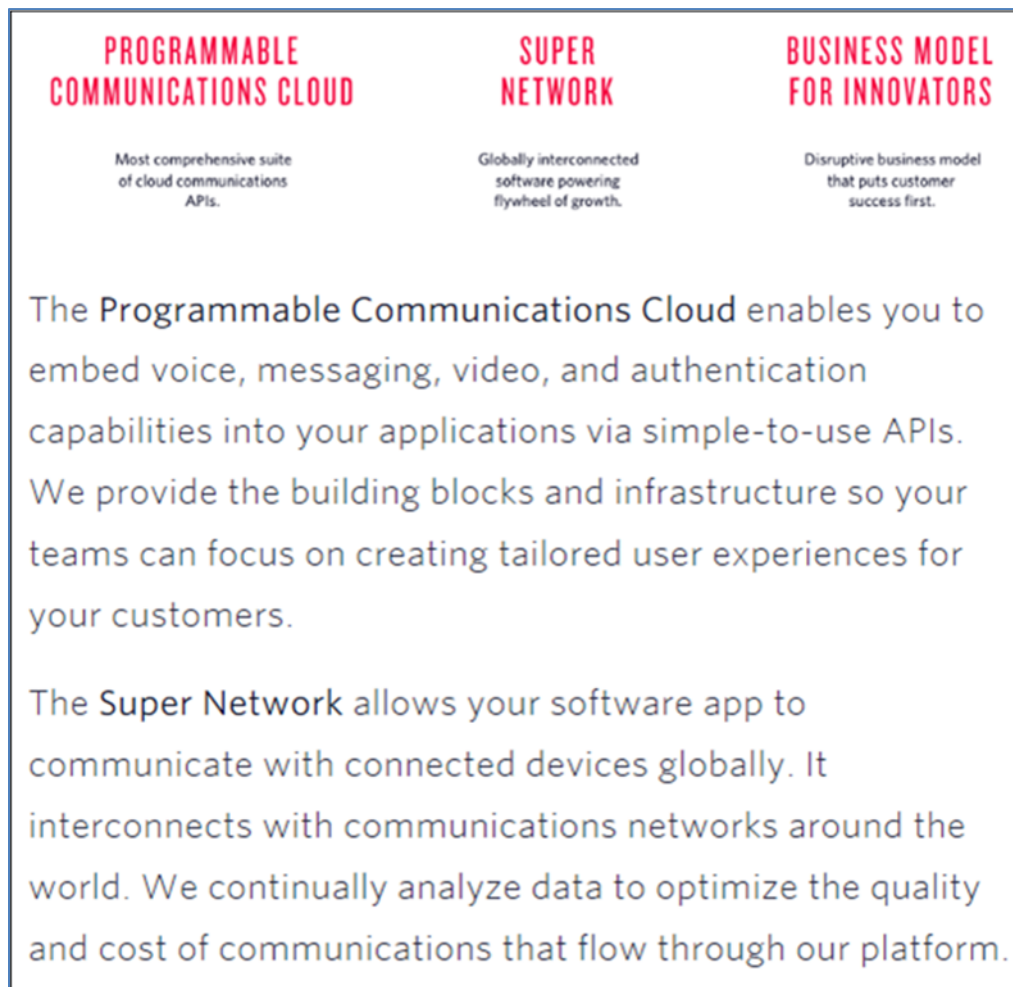 PROGRAMMABLE
COMMUNICATIONS CLOUD
Most comprehensive suite
of cloud communications
APIs.
SUPER
NETWORK
Globally interconnected
software powering
flywheel of growth.
BUSINESS MODEL
FOR INNOVATORS
Disruptive business model
that puts customer
success first.
The Programmable Communications Cloud enables you to
embed voice, messaging, video, and authentication
capabilities into your applications via simple-to-use APIs.
We provide the building blocks and infrastructure so your
teams can focus on creating tailored user experiences for
your customers.
The Super Network allows your software app to
communicate with connected devices globally. It
interconnects with communications networks around the
world. We continually analyze data to optimize the quality
and cost of communications that flow through our platform.